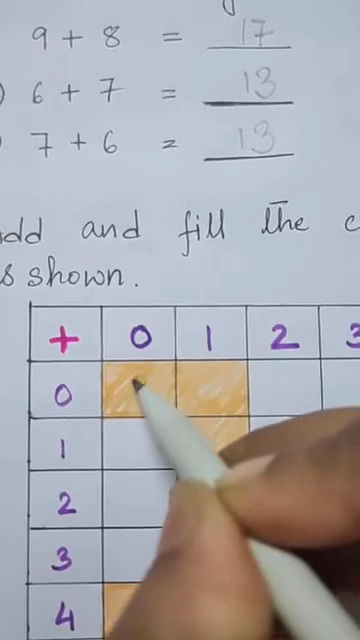 9 + 8 = 17
6 + 7 = 13
7 + 6 = 13
and fill the
shown.
+ 0 1 2 3
0
1
2
3
4